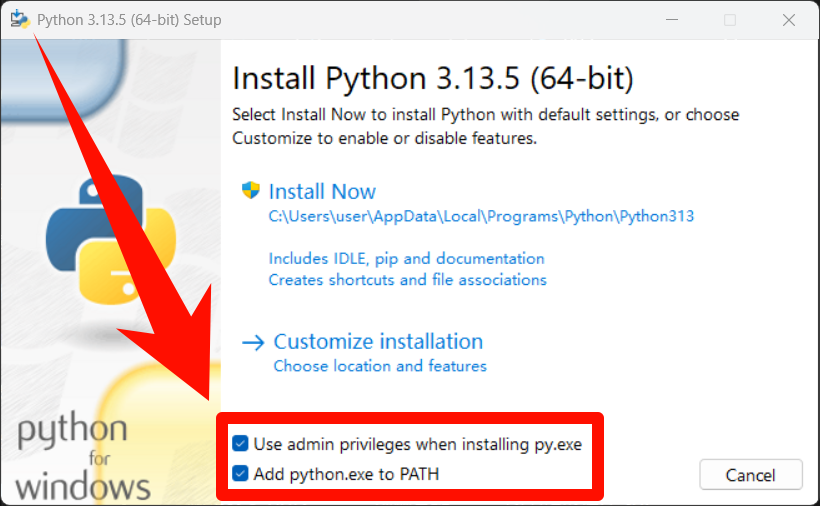 Python 3.13.5 (64-bit) Setup
Install Python 3.13.5 (64-bit)
Select Install Now to install Python with default settings, or choose
Customize to enable or disable features.
Install Now
C:\Users\user\AppData\Local\Programs\Python\Python313
Includes IDLE, pip and documentation
Creates shortcuts and file associations
Customize installation
Choose location and features
python
for
windows
Use admin privileges when installing py.exe
Add python.exe to PATH
Cancel